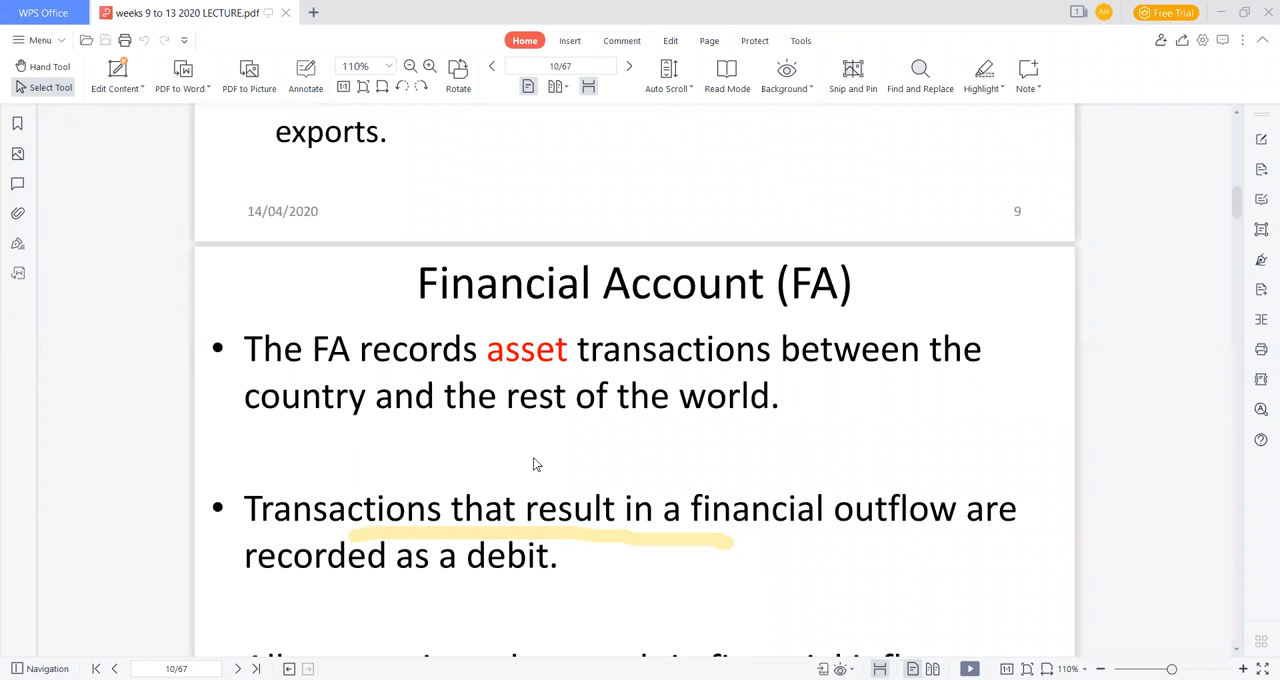 WPS Office
weeks 9 to 13 2020 LECTURE.pdf
1
AM
Free Trial
Menu
Home
Insert
Comment
Edit
Page
Protect
Tools
Hand Tool
Select Tool
Edit Content
PDF to Word
PDF to Picture
Annotate
110%
Rotate
10/67
Auto Scroll
Read Mode
Background
Snip and Pin
Find and Replace
Highlight
Note
exports.
14/04/2020
9
Financial Account (FA)
• The FA records asset transactions between the
country and the rest of the world.
• Transactions that result in a financial outflow are
recorded as a debit.
Navigation
10/67
110%